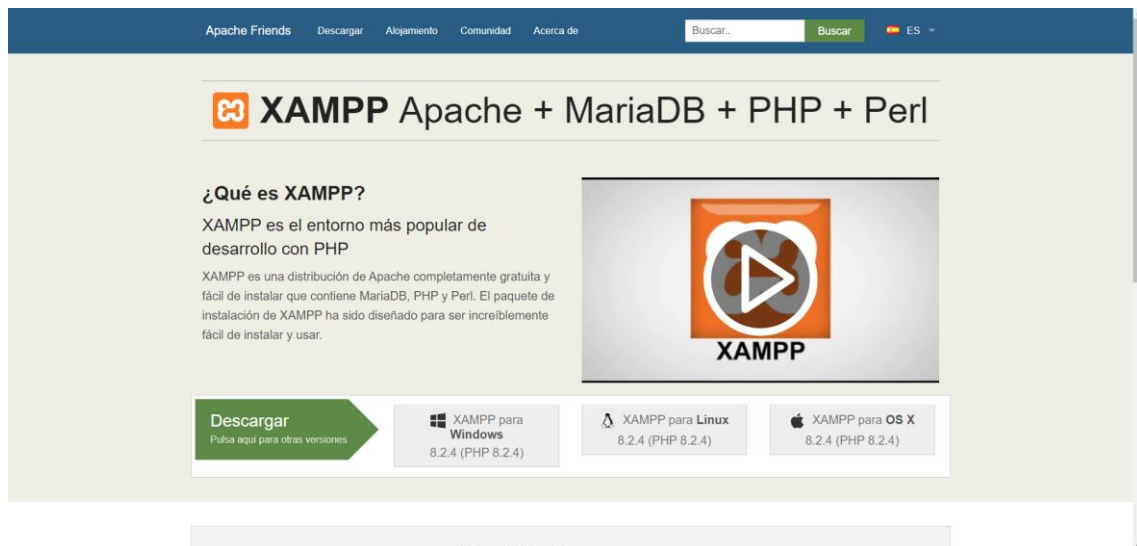 Apache Friends Descargar Alojamiento Comunidad Acerca de Buscar.. Buscar ES
XAMPP Apache + MariaDB + PHP + Perl
¿Qué es XAMPP?
XAMPP es el entorno más popular de
desarrollo con PHP
XAMPP es una distribución de Apache completamente gratuita y
fácil de instalar que contiene MariaDB, PHP y Perl. El paquete de
instalación de XAMPP ha sido diseñado para ser increíblemente
fácil de instalar y usar.
XAMPP
Descargar
Pulsa aquí para otras versiones
XAMPP para
Windows
8.2.4 (PHP 8.2.4)
XAMPP para Linux
8.2.4 (PHP 8.2.4)
XAMPP para OS X
8.2.4 (PHP 8.2.4)